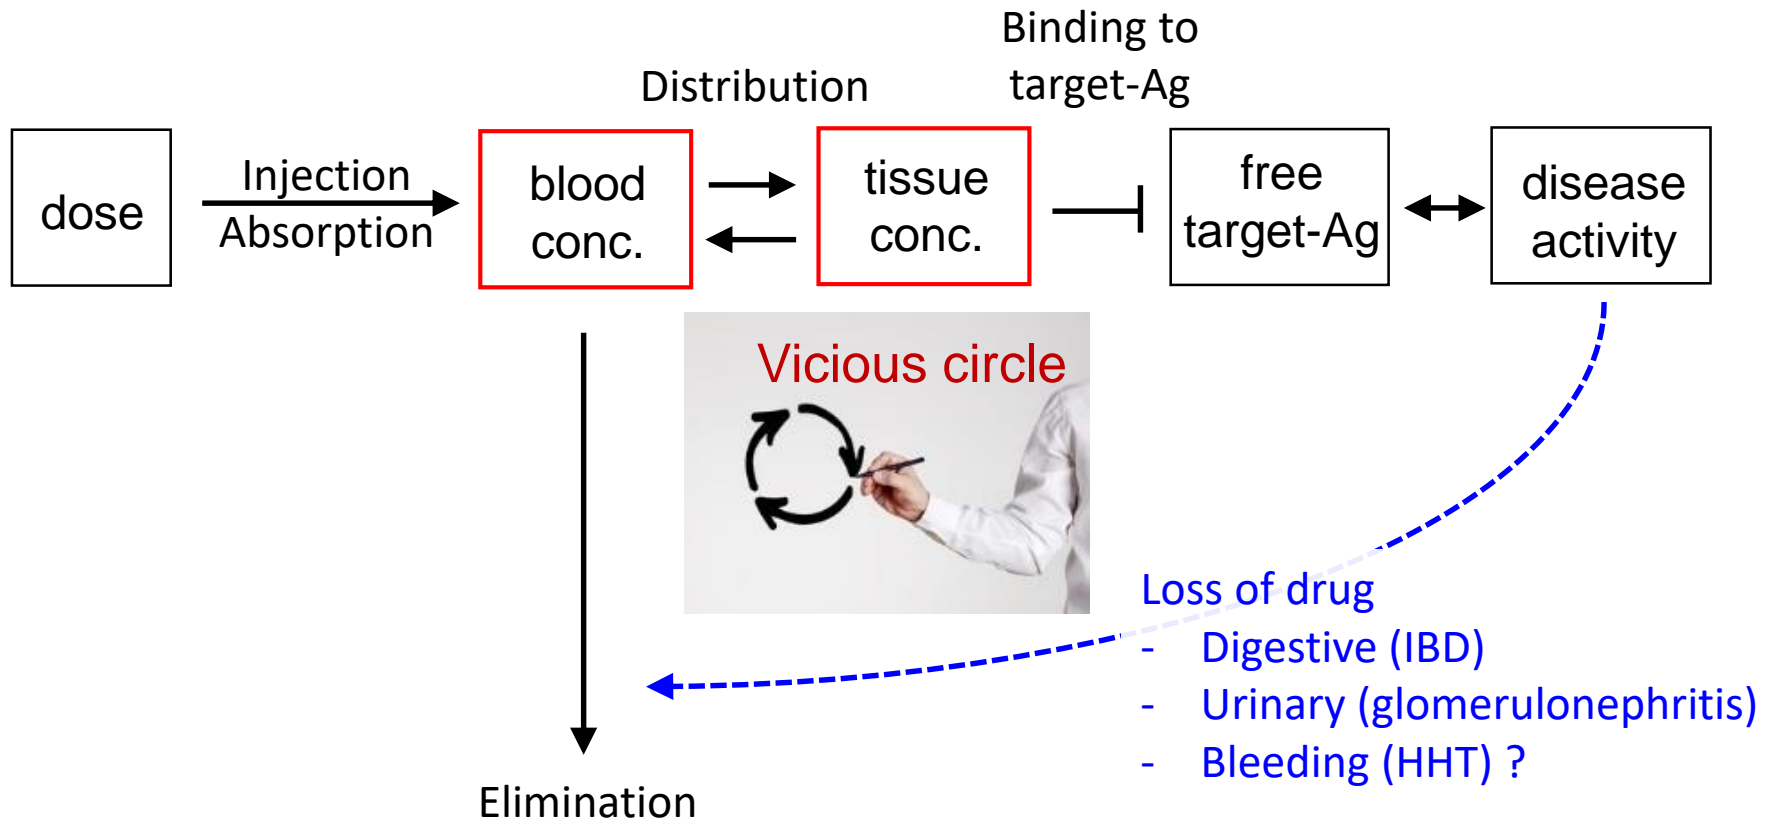 Binding to
target-Ag
Distribution
dose
Injection
Absorption
blood
conc.
tissue
conc.
free
target-Ag
disease
activity
Vicious circle
Loss of drug
- Digestive (IBD)
- Urinary (glomerulonephritis)
- Bleeding (HHT) ?
Elimination